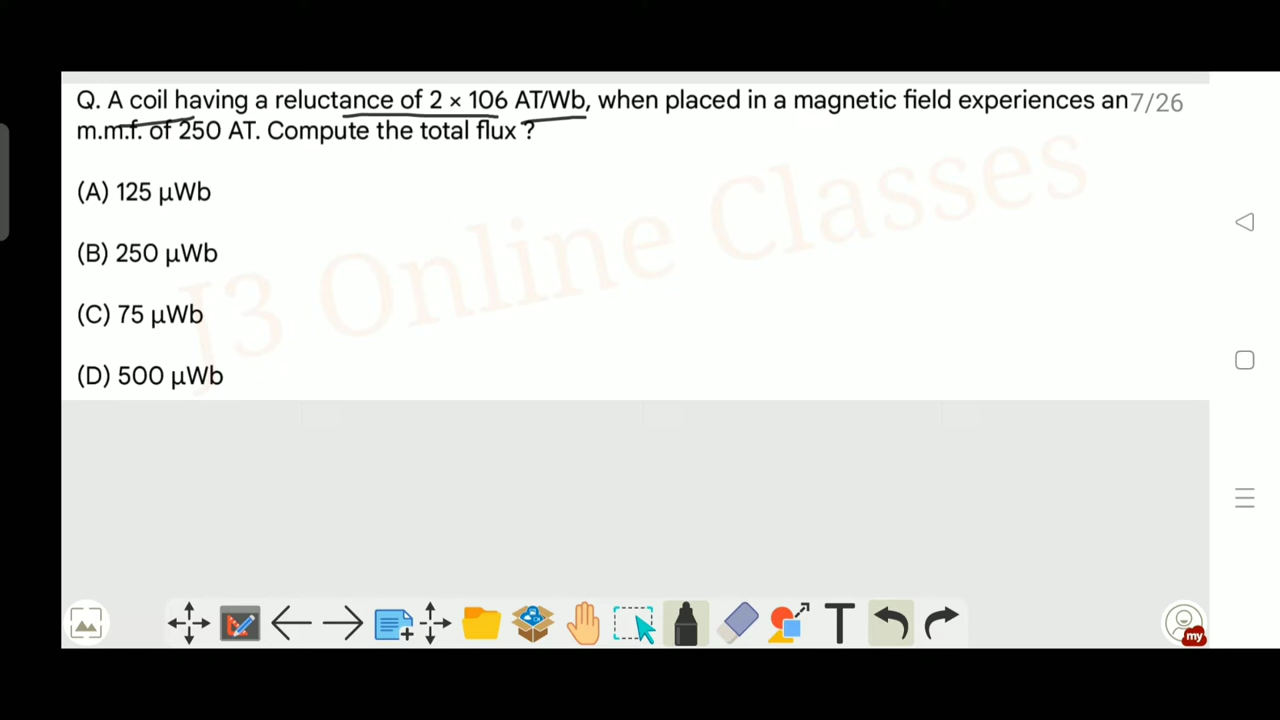 Q. A coil having a reluctance of 2 × 106 AT/Wb, when placed in a magnetic field experiences an 7/26
m.m.f. of 250 AT. Compute the total flux ?
(A) 125 μWb
(B) 250 μWb
(C) 75 μWb
(D) 500 μWb
J3 Online Classes
T
my